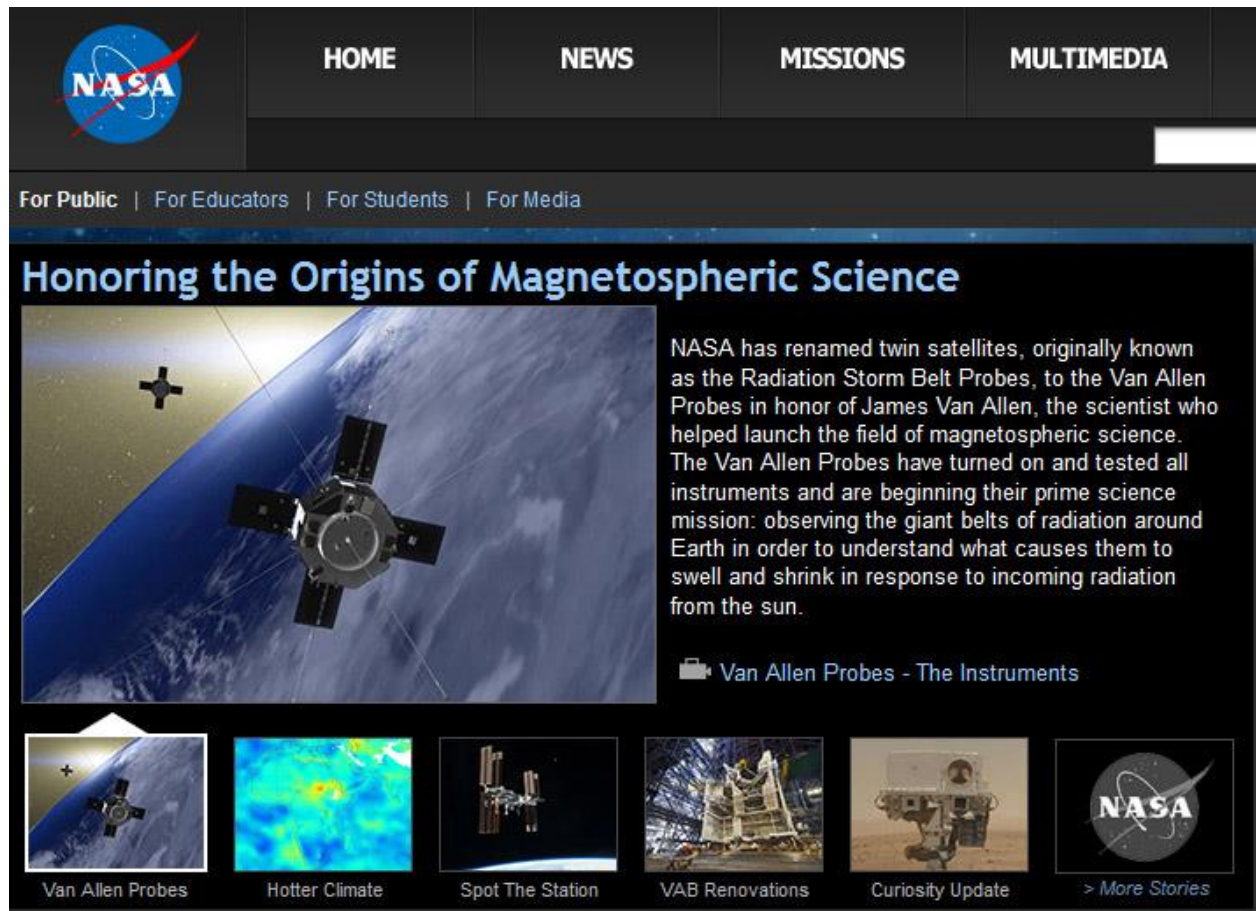 NASA
HOME
NEWS
MISSIONS
MULTIMEDIA
For Public | For Educators | For Students | For Media
Honoring the Origins of Magnetospheric Science
NASA has renamed twin satellites, originally known
as the Radiation Storm Belt Probes, to the Van Allen
Probes in honor of James Van Allen, the scientist who
helped launch the field of magnetospheric science.
The Van Allen Probes have turned on and tested all
instruments and are beginning their prime science
mission: observing the giant belts of radiation around
Earth in order to understand what causes them to
swell and shrink in response to incoming radiation
from the sun.
Van Allen Probes - The Instruments
NASA
Van Allen Probes
Hotter Climate
Spot The Station
VAB Renovations
Curiosity Update
> More Stories